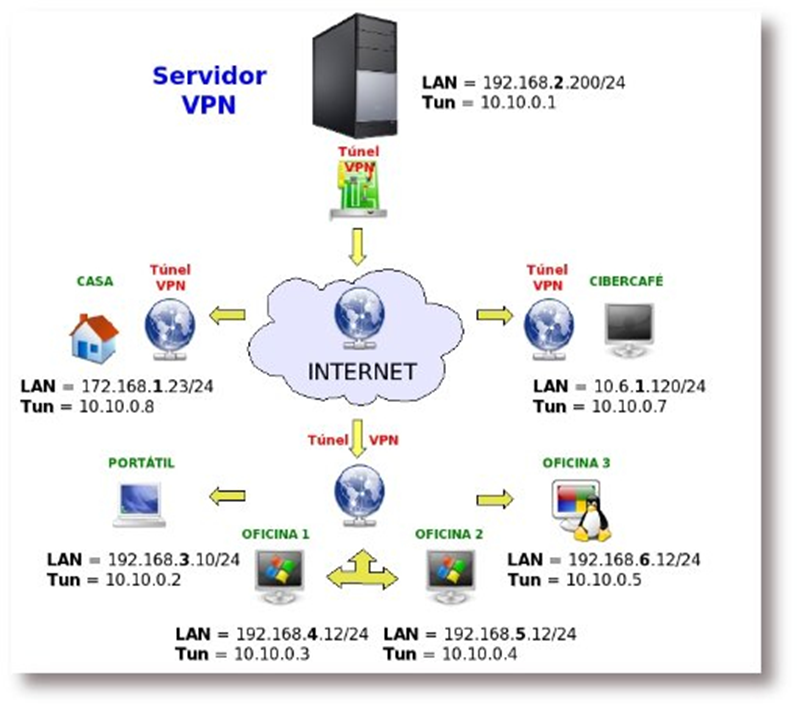 Servidor
VPN
LAN = 192.168.2.200/24
Tun = 10.10.0.1
Túnel
VPN
CASA
Túnel
VPN
Túnel
VPN
CIBERCAFÉ
INTERNET
LAN = 172.168.1.23/24
Tun = 10.10.0.8
LAN = 10.6.1.120/24
Tun = 10.10.0.7
Túnel VPN
PORTÁTIL
OFICINA 3
OFICINA 1
OFICINA 2
LAN = 192.168.3.10/24
Tun = 10.10.0.2
LAN = 192.168.6.12/24
Tun = 10.10.0.5
LAN = 192.168.4.12/24
Tun = 10.10.0.3
LAN = 192.168.5.12/24
Tun = 10.10.0.4